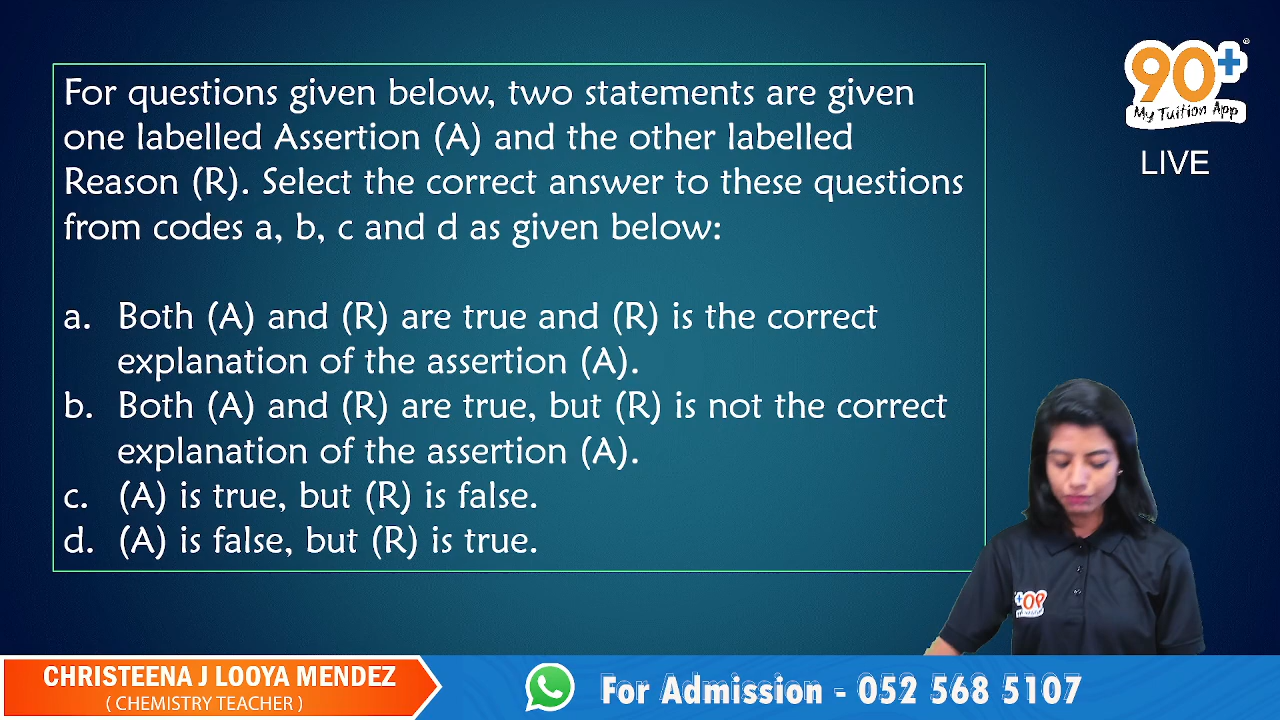 For questions given below, two statements are given
one labelled Assertion (A) and the other labelled
Reason (R). Select the correct answer to these questions
from codes a, b, c and d as given below:
a. Both (A) and (R) are true and (R) is the correct
explanation of the assertion (A).
b. Both (A) and (R) are true, but (R) is not the correct
explanation of the assertion (A).
c. (A) is true, but (R) is false.
d. (A) is false, but (R) is true.
90+
My Tuition App
LIVE
CHRISTEENA J LOOYA MENDEZ
( CHEMISTRY TEACHER )
For Admission - 052 568 5107